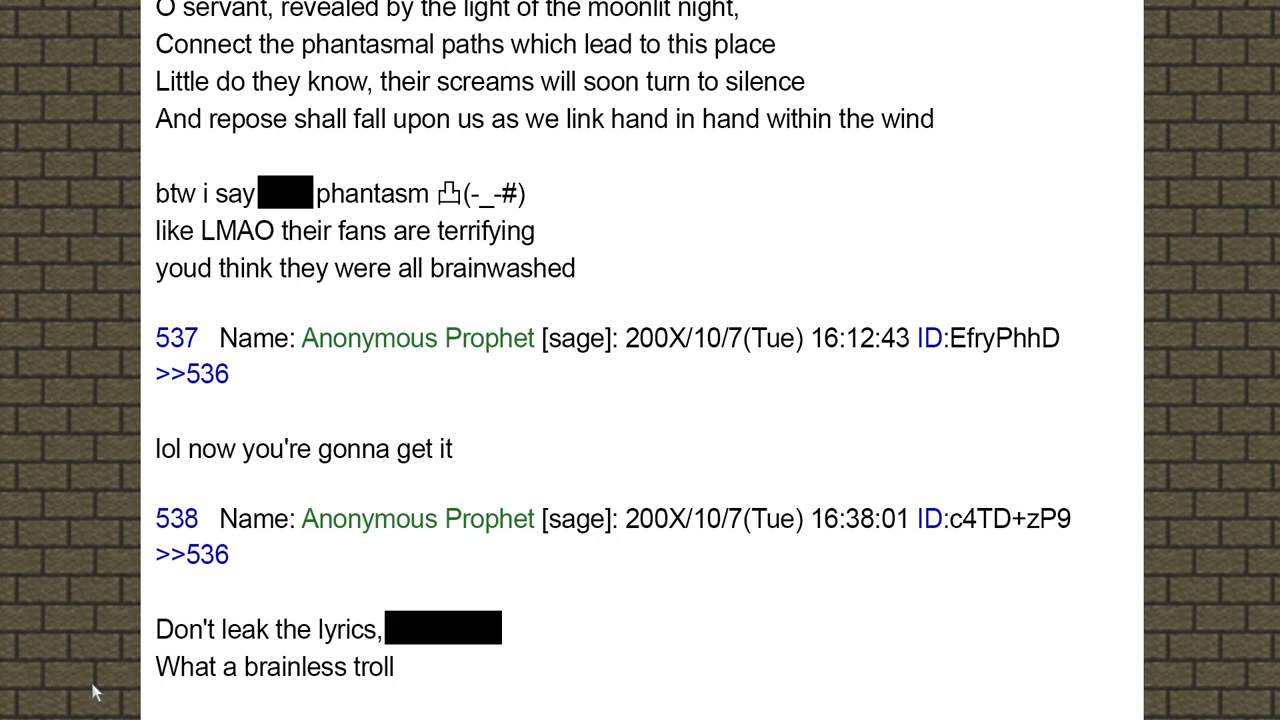 O servant, revealed by the light of the moonlit night,
Connect the phantasmal paths which lead to this place
Little do they know, their screams will soon turn to silence
And repose shall fall upon us as we link hand in hand within the wind
btw i say phantasm 凸(-_-#)
like LMAO their fans are terrifying
youd think they were all brainwashed
537 Name: Anonymous Prophet [sage]: 200X/10/7(Tue) 16:12:43 ID:EfryPhhD
>>536
lol now you're gonna get it
538 Name: Anonymous Prophet [sage]: 200X/10/7(Tue) 16:38:01 ID:c4TD+zP9
>>536
Don't leak the lyrics,
What a brainless troll